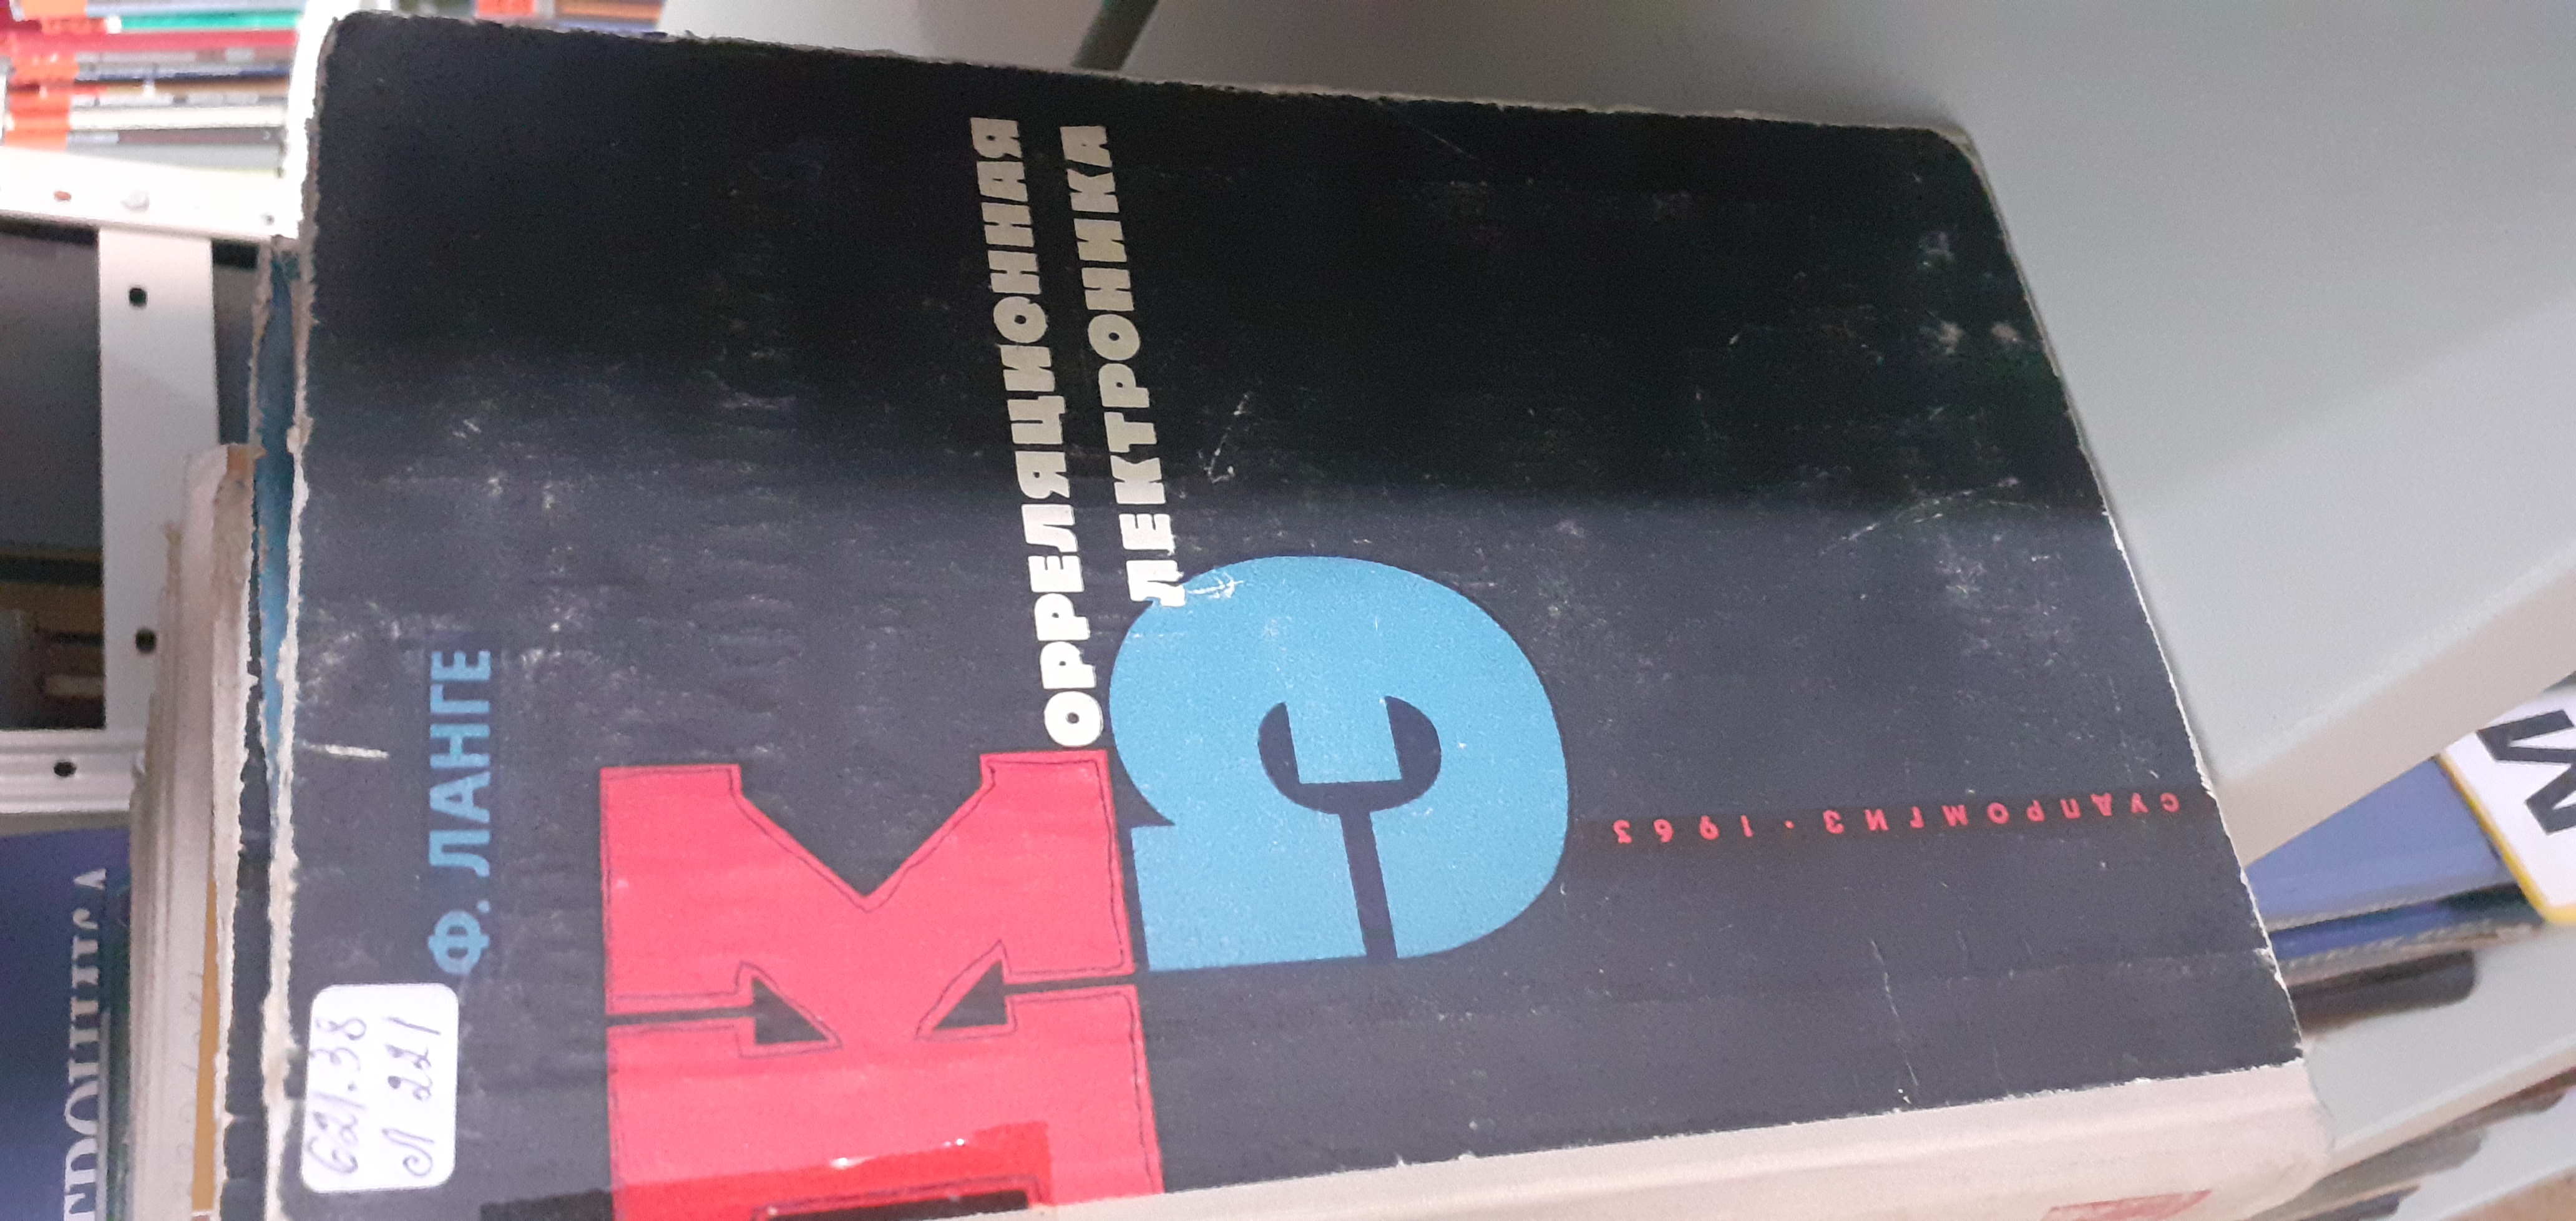 Ф. ЛАНГЕ
КОРРЕЛЯЦИОННАЯ
ЭЛЕКТРОНИКА
СУДПРОМГИЗ · 1963
621.38
Л 221